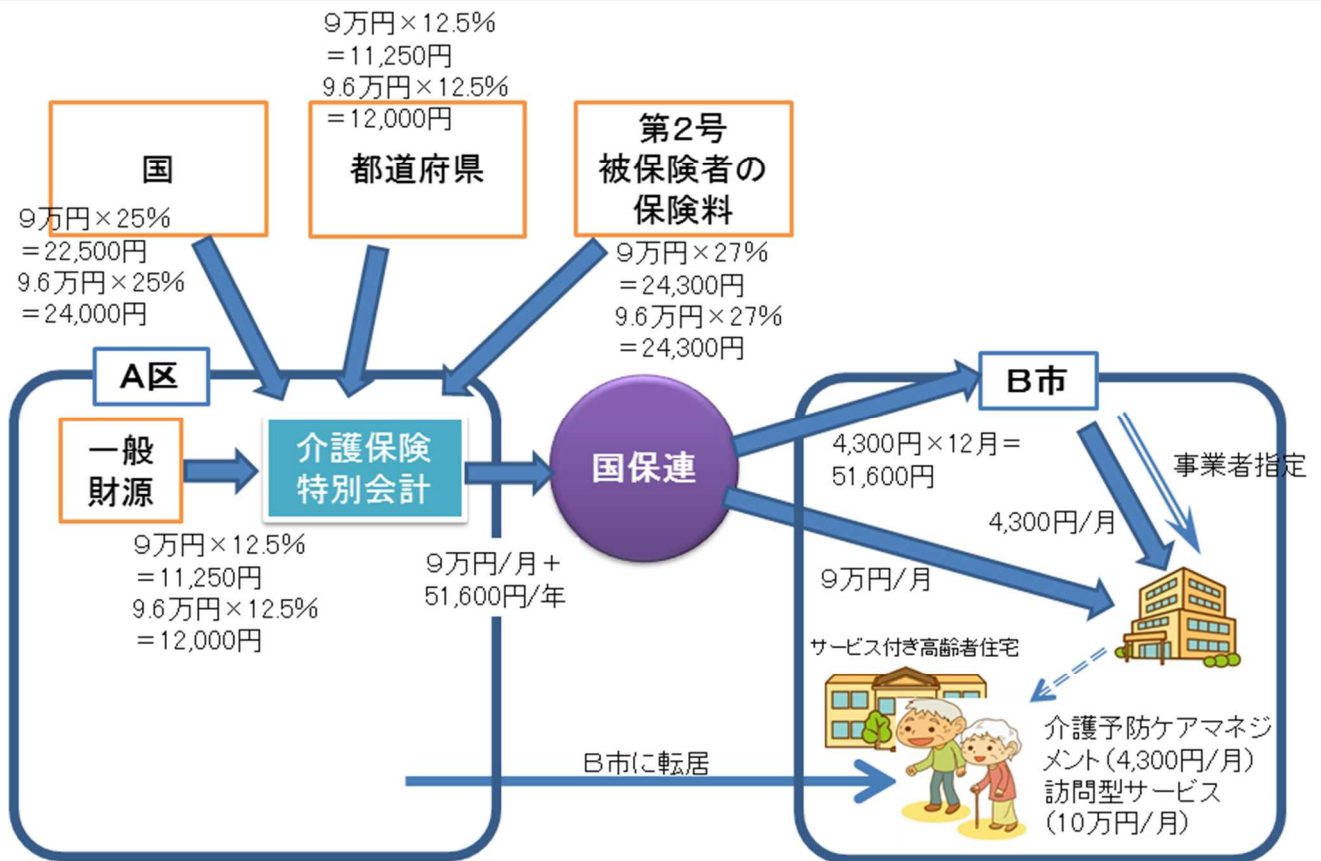 9万円×12.5%
＝11,250円
9.6万円×12.5%
＝12,000円
国
都道府県
第2号
被保険者の
保険料
9万円×25%
＝22,500円
9.6万円×25%
＝24,000円
9万円×27%
＝24,300円
9.6万円×27%
＝24,300円
A区
B市
一般
財源
介護保険
特別会計
国保連
4,300円×12月＝
51,600円
事業者指定
4,300円/月
9万円×12.5%
＝11,250円
9.6万円×12.5%
＝12,000円
9万円/月＋
51,600円/年
9万円/月
サービス付き高齢者住宅
B市に転居
介護予防ケアマネジ
メント(4,300円/月)
訪問型サービス
(10万円/月)